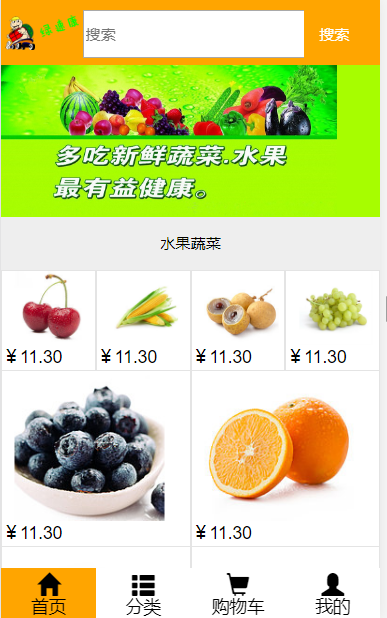 搜索
搜索
多吃新鲜蔬菜.水果
最有益健康。
水果蔬菜
¥ 11.30
¥ 11.30
¥ 11.30
¥ 11.30
¥ 11.30
¥ 11.30
首页
分类
购物车
我的